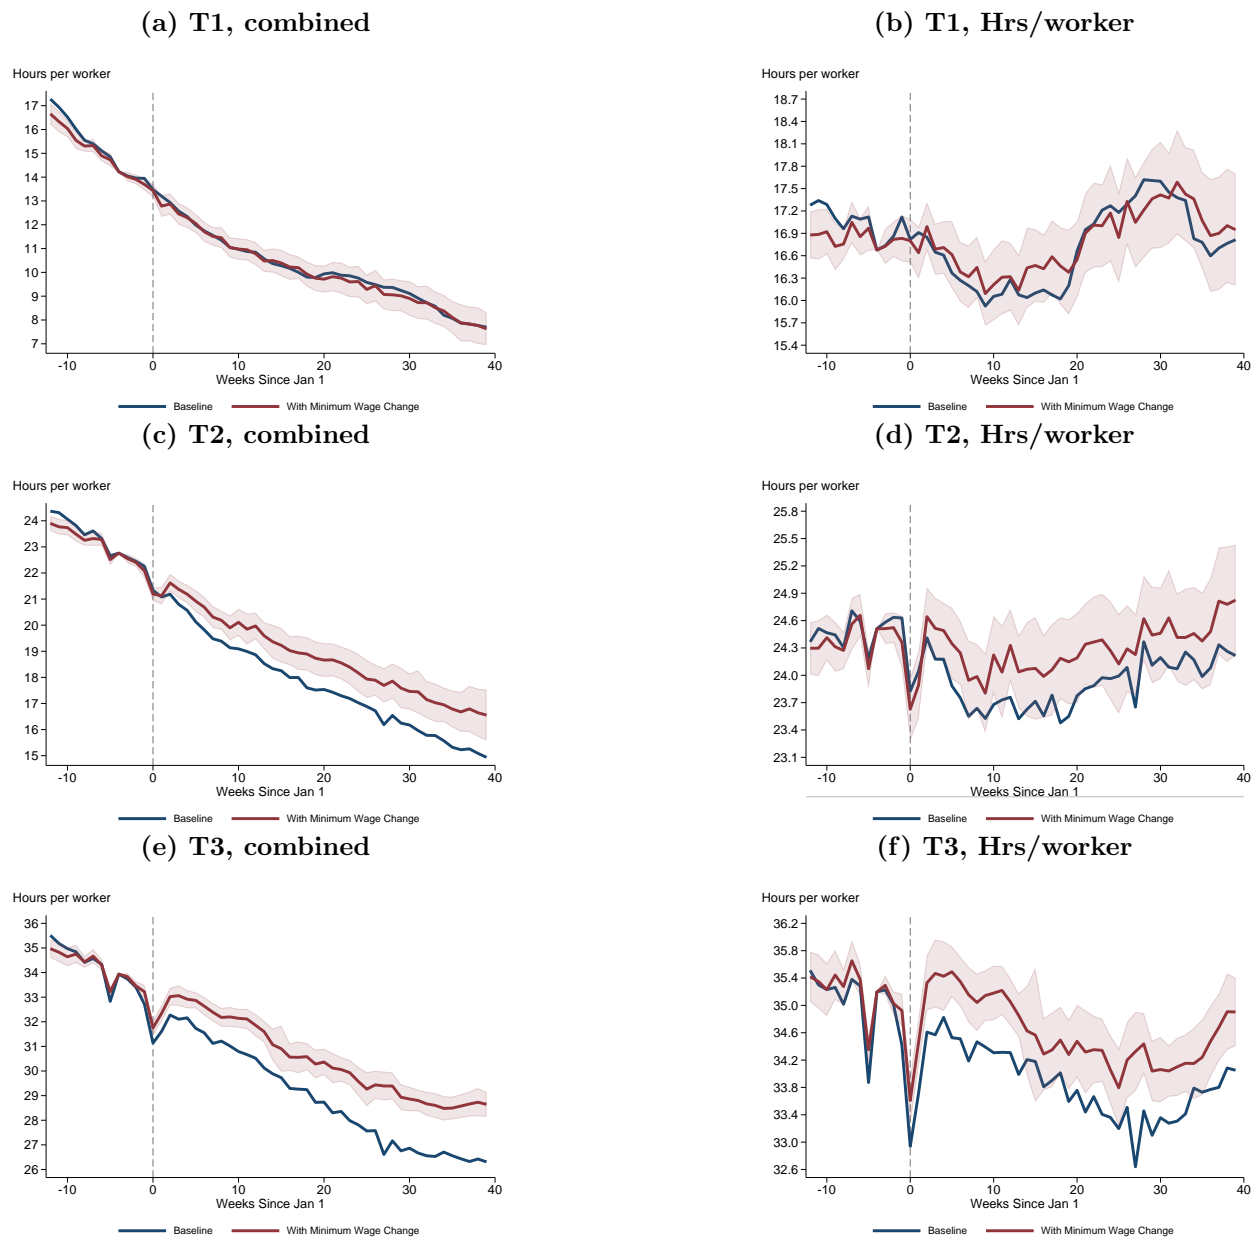 (a) T1, combined
Hours per worker
17
16
15
14
13
12
11
10
9
8
7
-10 0 10 20 30 40
Weeks Since Jan 1
Baseline With Minimum Wage Change
(b) T1, Hrs/worker
Hours per worker
18.7
18.4
18.1
17.8
17.5
17.2
16.9
16.6
16.3
16.0
15.7
15.4
-10 0 10 20 30 40
Weeks Since Jan 1
Baseline With Minimum Wage Change
(c) T2, combined
Hours per worker
24
23
22
21
20
19
18
17
16
15
-10 0 10 20 30 40
Weeks Since Jan 1
Baseline With Minimum Wage Change
(d) T2, Hrs/worker
Hours per worker
25.8
25.5
25.2
24.9
24.6
24.3
24.0
23.7
23.4
23.1
-10 0 10 20 30 40
Weeks Since Jan 1
Baseline With Minimum Wage Change
(e) T3, combined
Hours per worker
36
35
34
33
32
31
30
29
28
27
26
-10 0 10 20 30 40
Weeks Since Jan 1
Baseline With Minimum Wage Change
(f) T3, Hrs/worker
Hours per worker
36.2
35.8
35.4
35.0
34.6
34.2
33.8
33.4
33.0
32.6
-10 0 10 20 30 40
Weeks Since Jan 1
Baseline With Minimum Wage Change